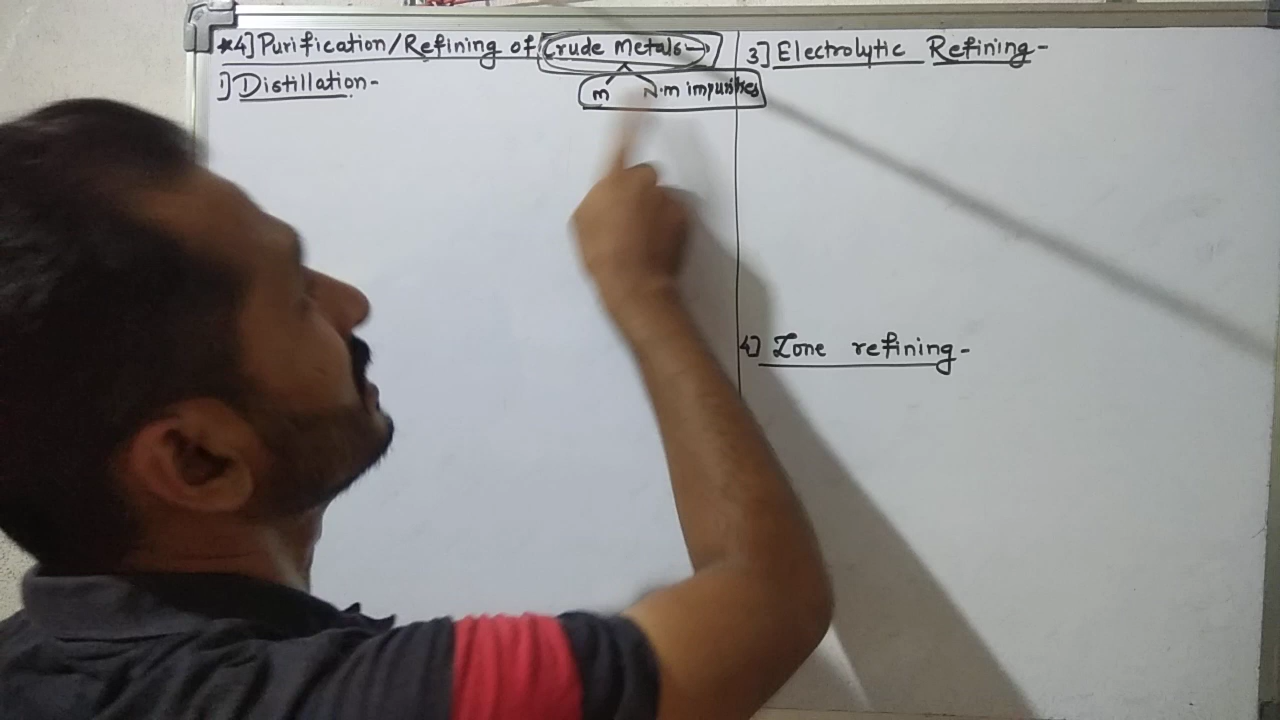 *4] Purification/Refining of Crude Metals→
m N.m impurities
1] Distillation-
3] Electrolytic Refining-
4] Zone refining-